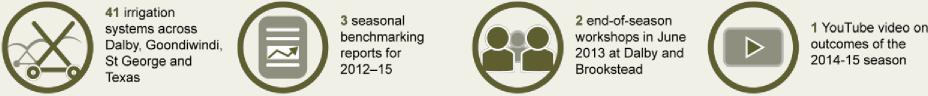 41 irrigation
systems across
Dalby, Goondiwindi,
St George and
Texas
3 seasonal
benchmarking
reports for
2012–15
2 end-of-season
workshops in June
2013 at Dalby and
Brookstead
1 YouTube video on
outcomes of the
2014-15 season